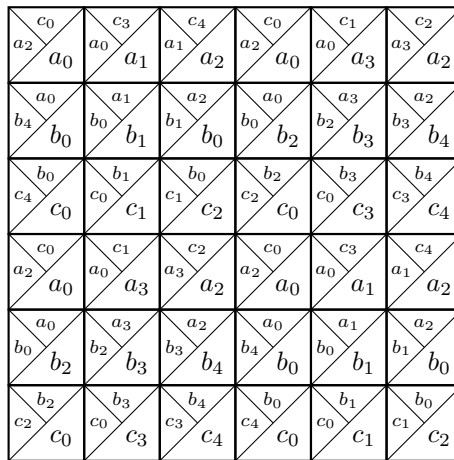 c₀ c₃ c₄ c₀ c₁ c₂
a₂ a₀ a₀ a₁ a₁ a₂ a₂ a₀ a₀ a₃ a₃ a₂
a₀ a₁ a₂ a₀ a₃ a₂
b₄ b₀ b₀ b₁ b₁ b₀ b₀ b₂ b₂ b₃ b₃ b₄
b₀ b₁ b₀ b₂ b₃ b₄
c₄ c₀ c₀ c₁ c₁ c₂ c₂ c₀ c₀ c₃ c₃ c₄
c₀ c₁ c₂ c₀ c₃ c₄
a₂ a₀ a₀ a₃ a₃ a₂ a₂ a₀ a₀ a₁ a₁ a₂
a₀ a₃ a₂ a₀ a₁ a₂
b₀ b₂ b₂ b₃ b₃ b₄ b₄ b₀ b₀ b₁ b₁ b₀
b₂ b₃ b₄ b₀ b₁ b₀
c₂ c₀ c₀ c₃ c₃ c₄ c₄ c₀ c₀ c₁ c₁ c₂